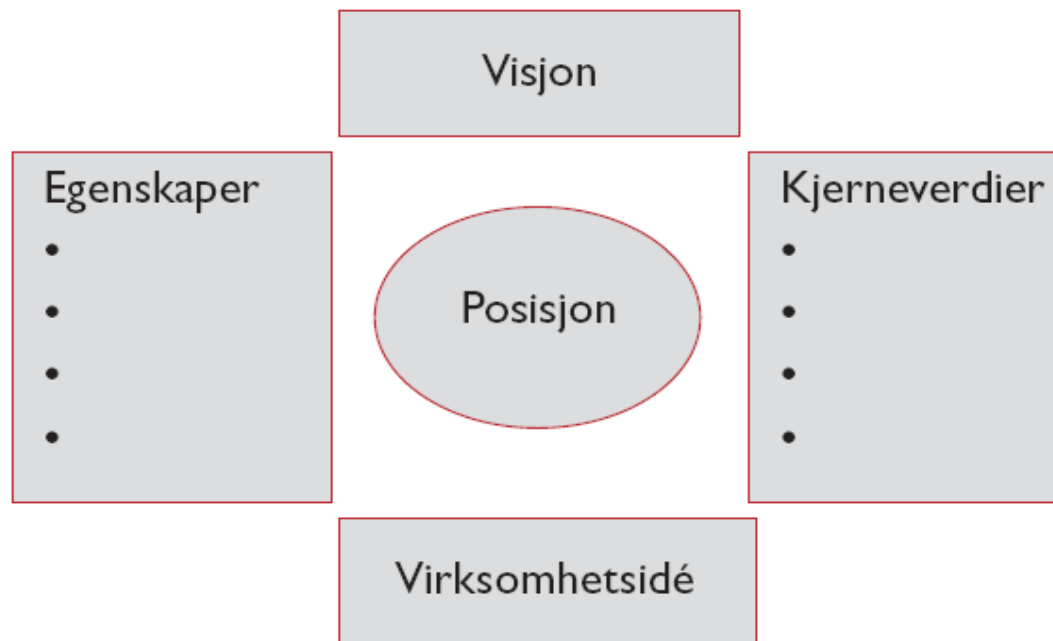 Visjon
Egenskaper
•
•
•
•
Posisjon
Kjerneverdier
•
•
•
•
Virksomhetsidé